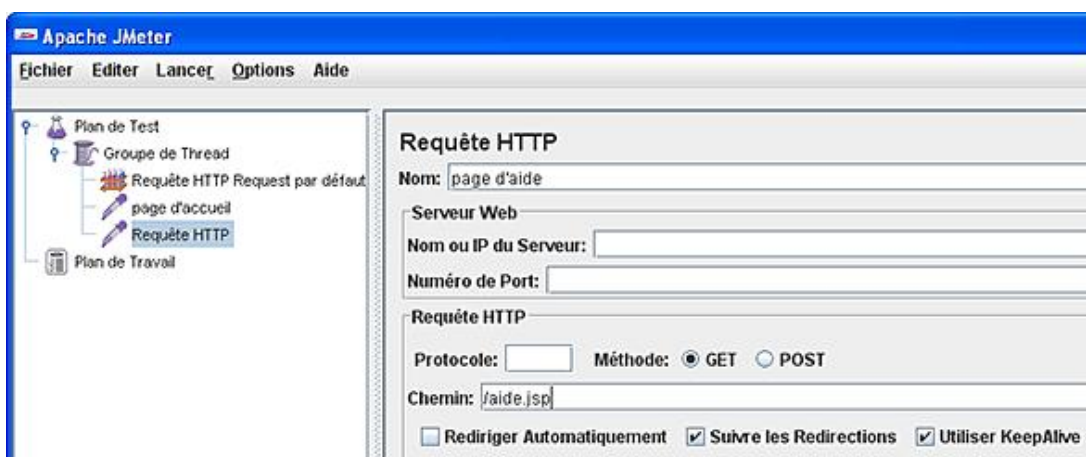 Apache JMeter
Fichier Editer Lancer Options Aide
Plan de Test
Groupe de Thread
Requête HTTP Request par défaut
page d'accueil
Requête HTTP
Plan de Travail
Requête HTTP
Nom: page d'aide
Serveur Web
Nom ou IP du Serveur:
Numéro de Port:
Requête HTTP
Protocole: Méthode: GET POST
Chemin: /aide.jsp
Rediriger Automatiquement Suivre les Redirections Utiliser KeepAlive